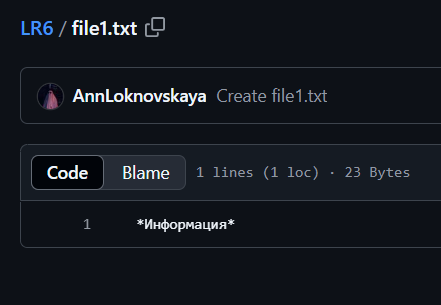 LR6 / file1.txt
AnnLoknovskaya Create file1.txt
Code Blame 1 lines (1 loc) · 23 Bytes
1 *Информация*